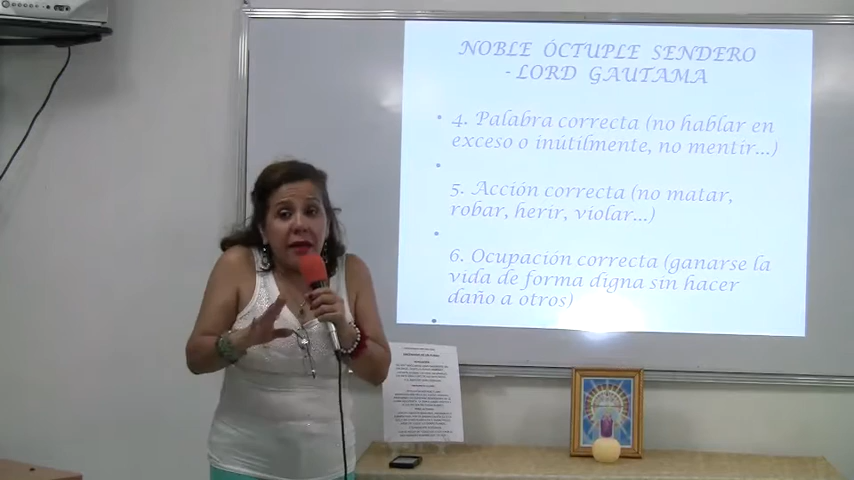 NOBLE ÓCTUPLE SENDERO
- LORD GAUTAMA
• 4. Palabra correcta (no hablar en
exceso o inútilmente, no mentir...)
•
5. Acción correcta (no matar,
robar, herir, violar...)
•
6. Ocupación correcta (ganarse la
vida de forma digna sin hacer
daño a otros)
•